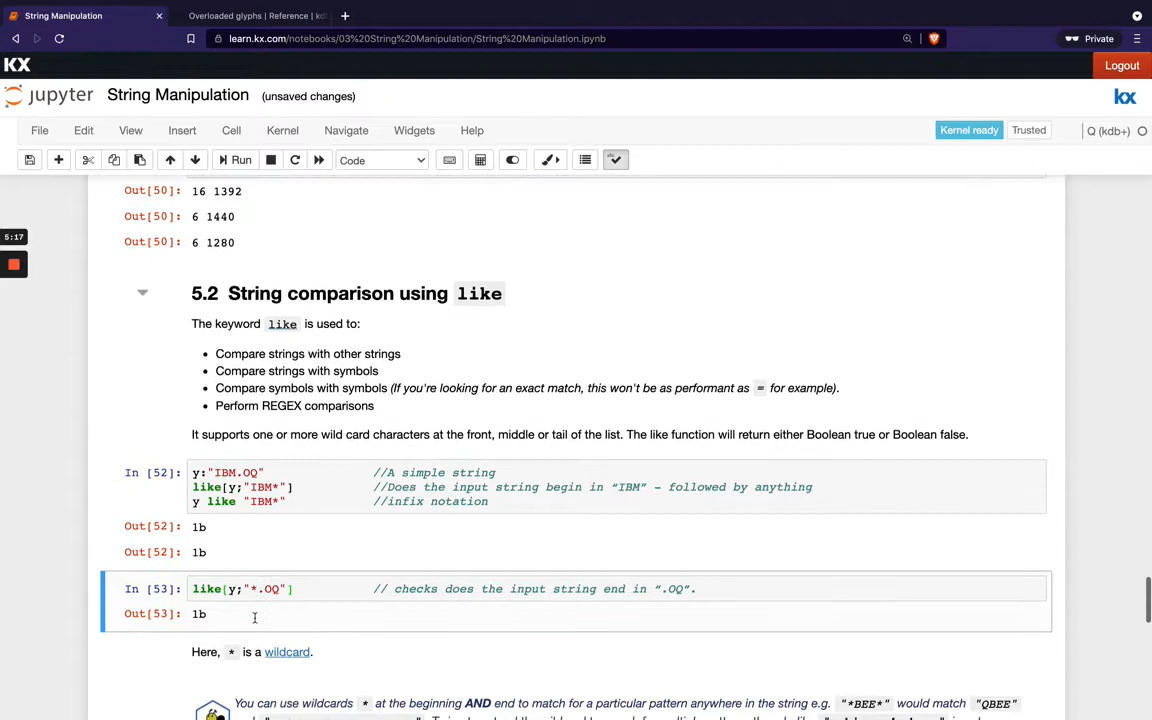 String Manipulation
Overloaded glyphs | Reference | kd
learn.kx.com/notebooks/03%20String%20Manipulation/String%20Manipulation.ipynb
Private
KX
Logout
jupyter String Manipulation (unsaved changes)
kx
File Edit View Insert Cell Kernel Navigate Widgets Help
Kernel ready Trusted Q (kdb+)
Run Code
Out[50]: 16 1392
Out[50]: 6 1440
5:17
Out[50]: 6 1280
5.2 String comparison using like
The keyword like is used to:
• Compare strings with other strings
• Compare strings with symbols
• Compare symbols with symbols (If you're looking for an exact match, this won't be as performant as = for example).
• Perform REGEX comparisons
It supports one or more wild card characters at the front, middle or tail of the list. The like function will return either Boolean true or Boolean false.
In [52]: y:"IBM.OQ" //A simple string
like[y;"IBM*"] //Does the input string begin in “IBM” - followed by anything
y like "IBM*" //infix notation
Out[52]: 1b
Out[52]: 1b
In [53]: like[y;"*.OQ"] // checks does the input string end in “.OQ”.
Out[53]: 1b
Here, * is a wildcard.
You can use wildcards * at the beginning AND end to match for a particular pattern anywhere in the string e.g. "*BEE*" would match "QBEE"